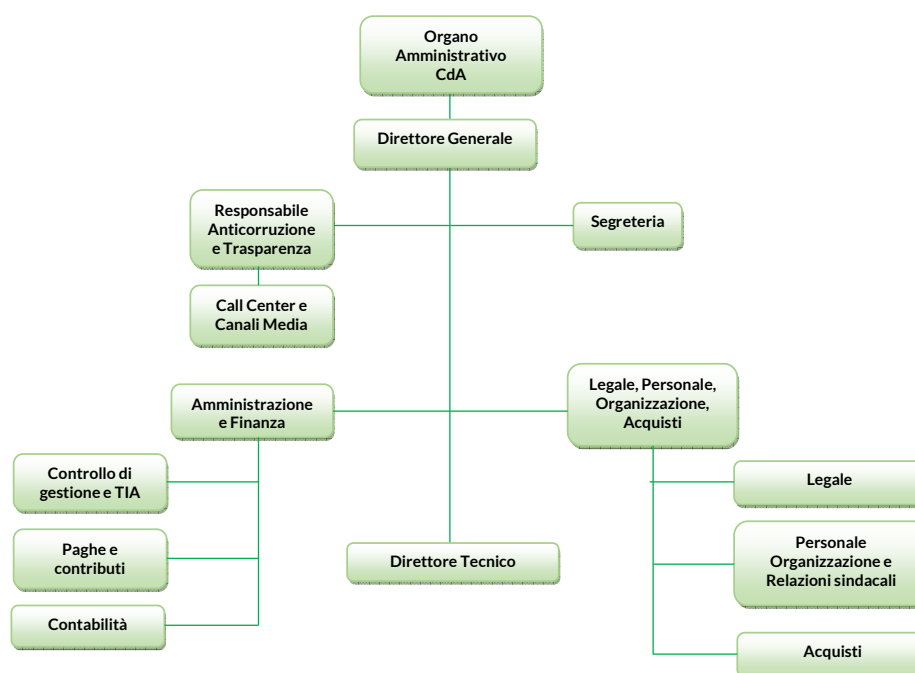 Organo
Amministrativo
CdA
Direttore Generale
Responsabile
Anticorruzione
e Trasparenza
Segreteria
Call Center e
Canali Media
Amministrazione
e Finanza
Legale, Personale,
Organizzazione,
Acquisti
Controllo di
gestione e TIA
Legale
Paghe e
contributi
Direttore Tecnico
Personale
Organizzazione e
Relazioni sindacali
Contabilità
Acquisti